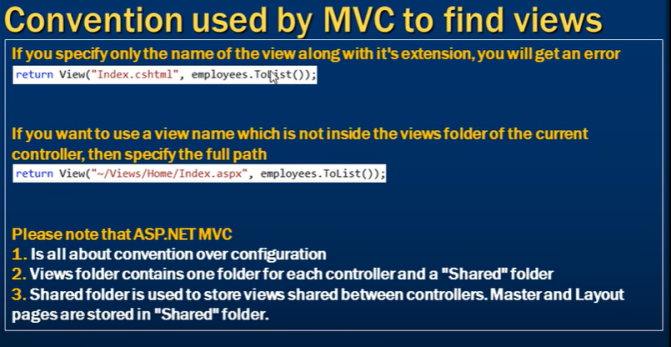 Convention used by MVC to find views
If you specify only the name of the view along with it's extension, you will get an error
return View("Index.cshtml", employees.ToList());
If you want to use a view name which is not inside the views folder of the current
controller, then specify the full path
return View("~/Views/Home/Index.aspx", employees.ToList());
Please note that ASP.NET MVC
1. Is all about convention over configuration
2. Views folder contains one folder for each controller and a "Shared" folder
3. Shared folder is used to store views shared between controllers. Master and Layout
pages are stored in "Shared" folder.